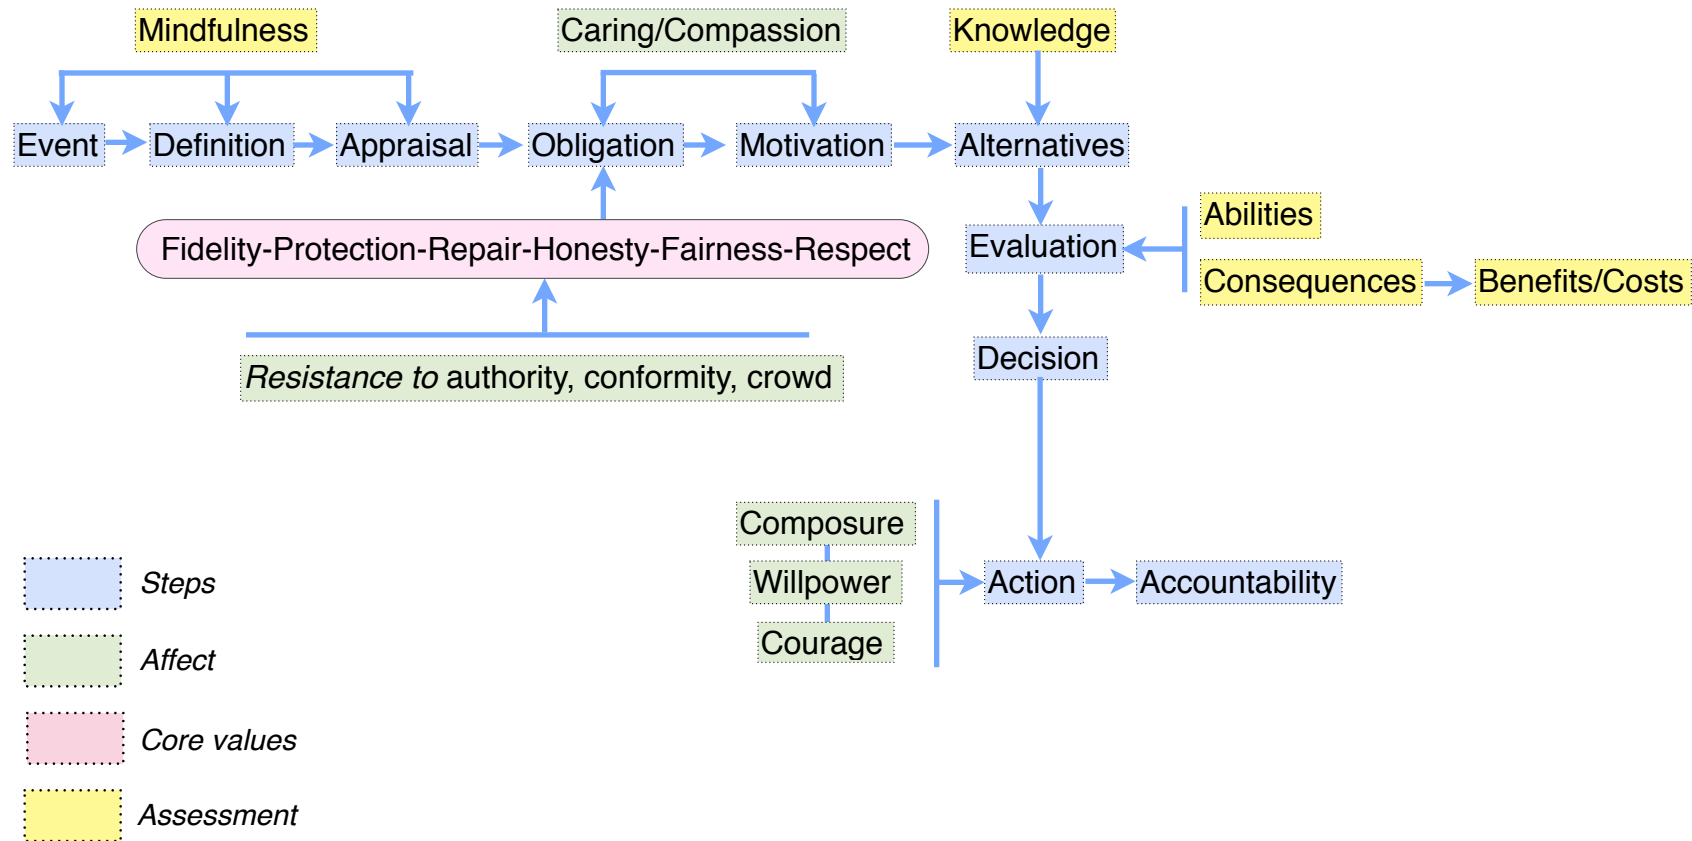 Mindfulness
Caring/Compassion
Knowledge
Event
Definition
Appraisal
Obligation
Motivation
Alternatives
Abilities
Fidelity-Protection-Repair-Honesty-Fairness-Respect
Evaluation
Consequences
Benefits/Costs
Decision
Resistance to authority, conformity, crowd
Composure
Willpower
Action
Accountability
Courage
Steps
Affect
Core values
Assessment